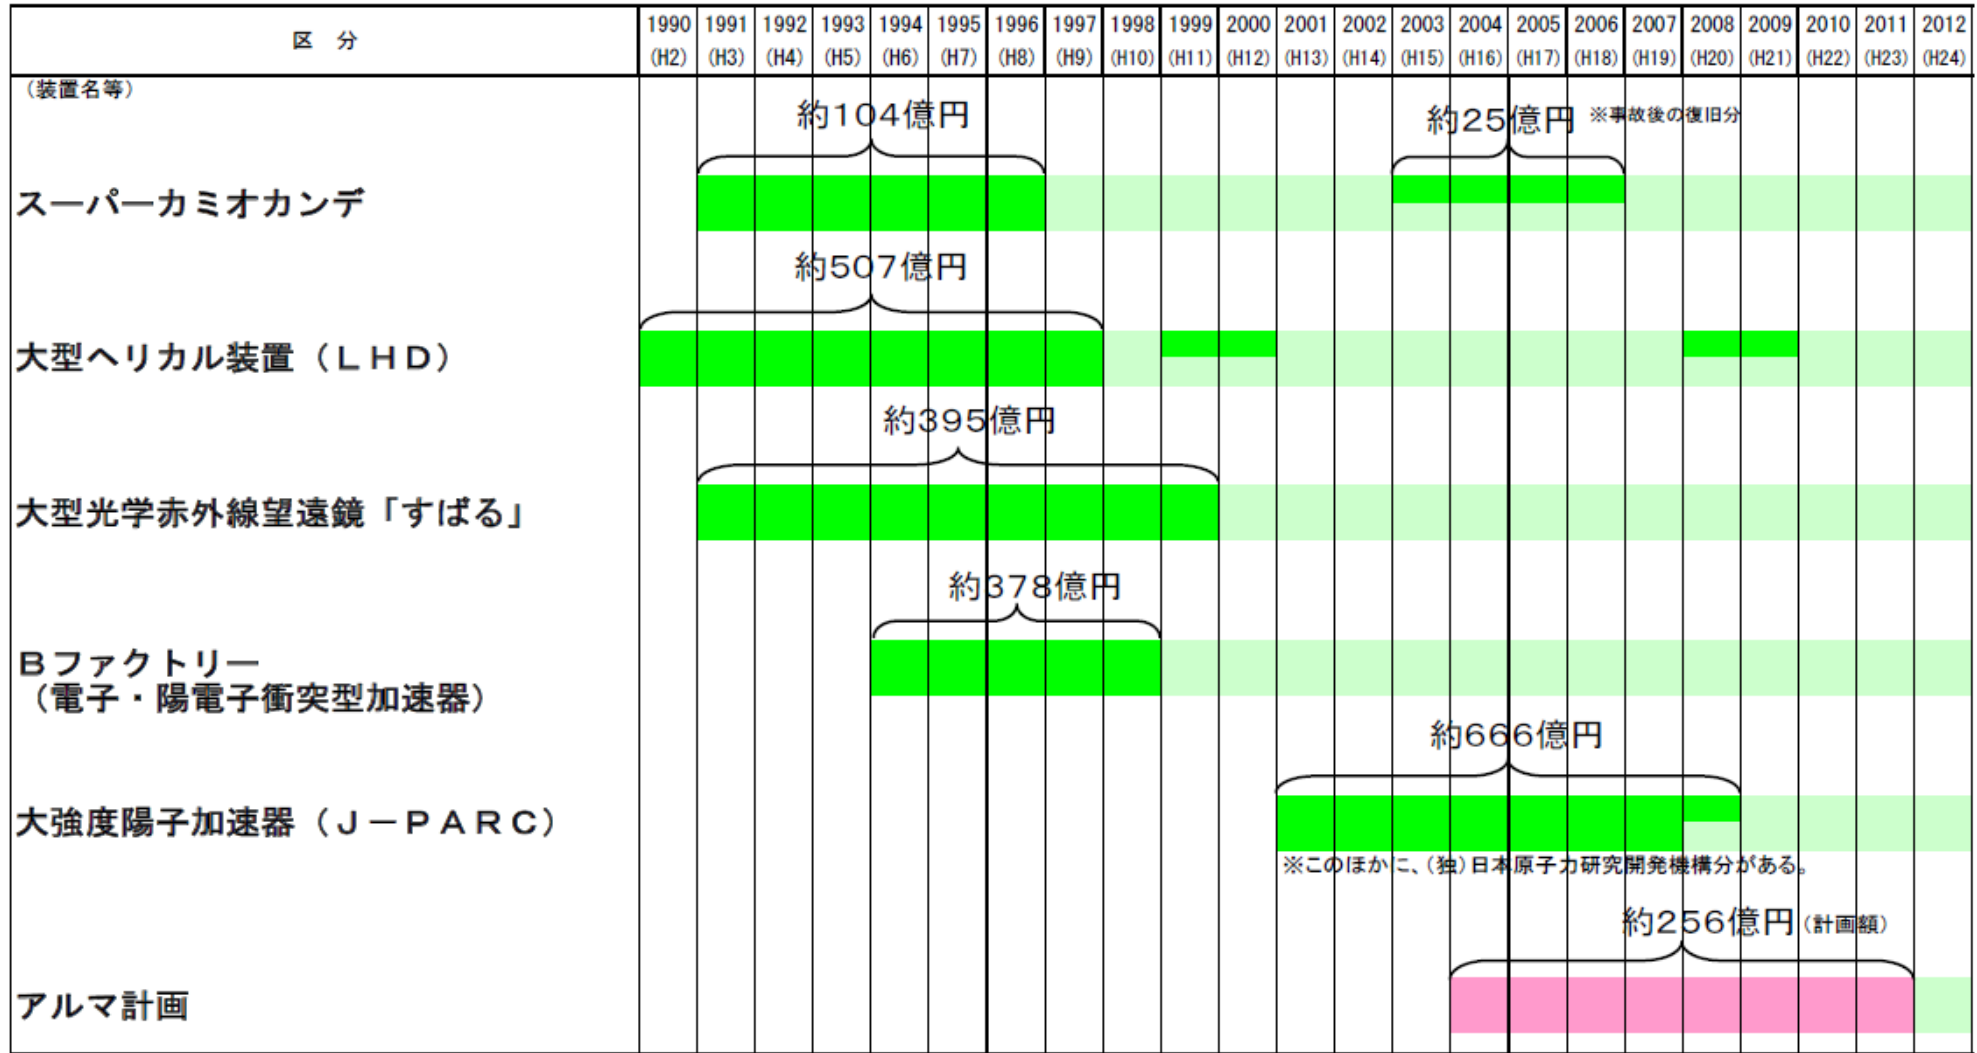 区　分
1990 1991 1992 1993 1994 1995 1996 1997 1998 1999 2000 2001 2002 2003 2004 2005 2006 2007 2008 2009 2010 2011 2012
(H2) (H3) (H4) (H5) (H6) (H7) (H8) (H9) (H10) (H11) (H12) (H13) (H14) (H15) (H16) (H17) (H18) (H19) (H20) (H21) (H22) (H23) (H24)
（装置名等）
約１０４億円
約２５億円 ※事故後の復旧分
スーパーカミオカンデ
約５０７億円
大型ヘリカル装置（ＬＨＤ）
約３９５億円
大型光学赤外線望遠鏡「すばる」
約３７８億円
Ｂファクトリー
（電子・陽電子衝突型加速器）
約６６６億円
大強度陽子加速器（Ｊ－ＰＡＲＣ）
※このほかに、（独）日本原子力研究開発機構分がある。
約２５６億円（計画額）
アルマ計画